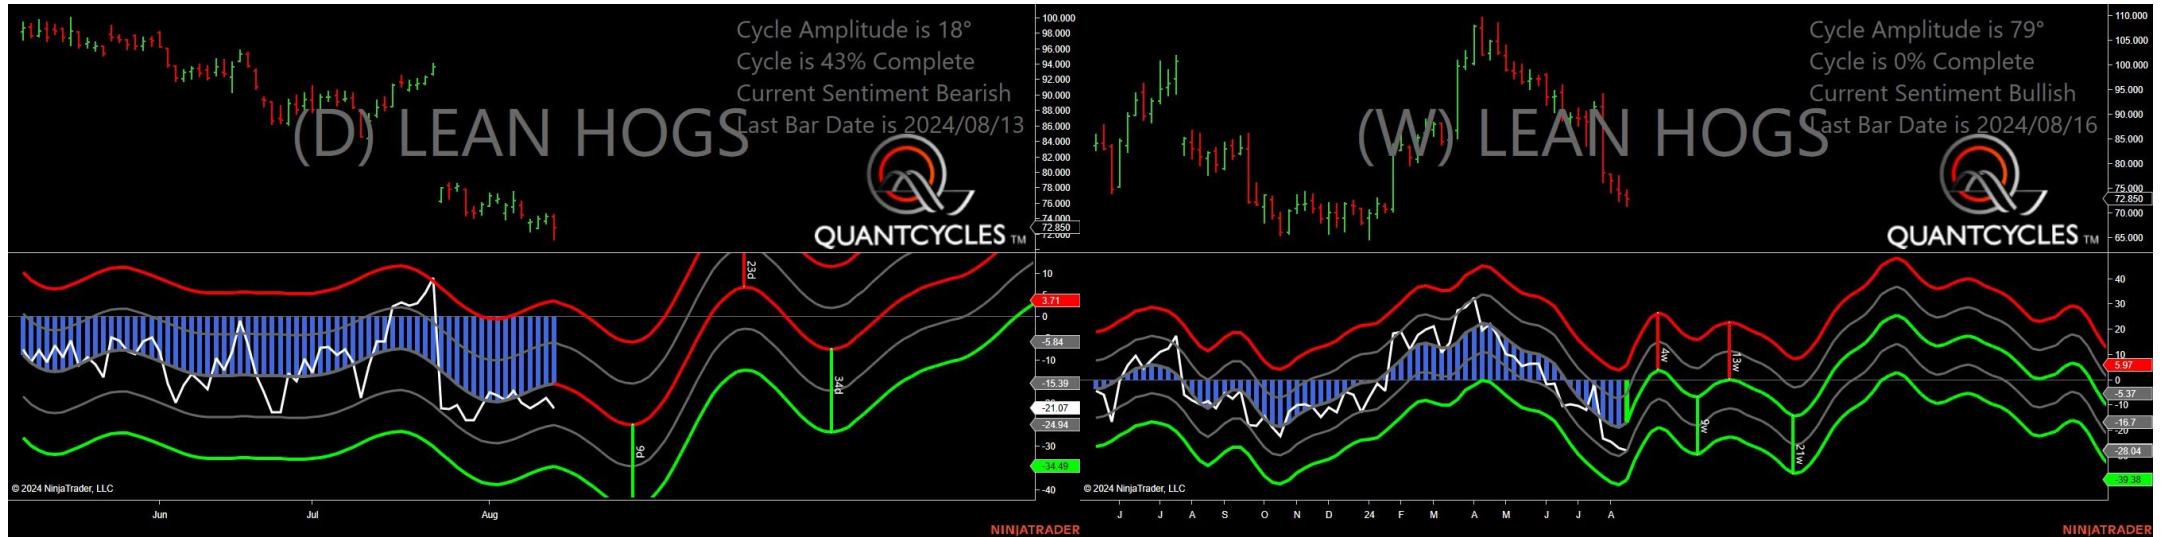 Cycle Amplitude is 18°
Cycle is 43% Complete
Current Sentiment Bearish
Last Bar Date is 2024/08/13
(D) LEAN HOGS
QUANTCYCLES TM
100.000
98.000
96.000
94.000
92.000
90.000
88.000
86.000
84.000
82.000
80.000
78.000
76.000
74.000
72.850
72.000
23d
10
3.71
0
-5.84
-10
-15.39
34d
-21.07
-24.94
9d
-30
-34.49
-40
© 2024 NinjaTrader, LLC
Jun
Jul
Aug
NINJATRADER
Cycle Amplitude is 79°
Cycle is 0% Complete
Current Sentiment Bullish
Last Bar Date is 2024/08/16
(W) LEAN HOGS
QUANTCYCLES TM
110.000
105.000
100.000
95.000
90.000
85.000
80.000
75.000
72.850
70.000
65.000
40
30
20
10
4w
13w
5.97
0
-5.37
-10
-16.7
-20
9w
21w
-28.04
-39.38
© 2024 NinjaTrader, LLC
J
J
A
S
O
N
D
24
F
M
A
M
J
J
A
NINJATRADER